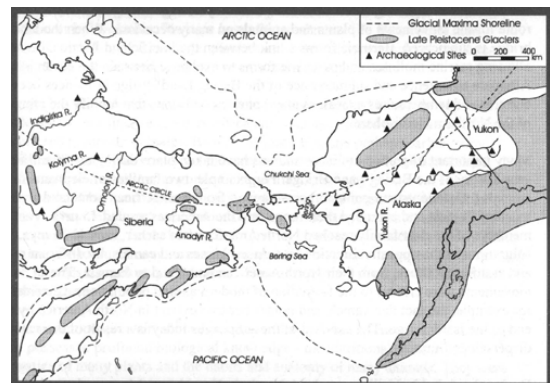 ARCTIC OCEAN
Glacial Maxima Shoreline
Late Pleistocene Glaciers
Archaeological Sites
0 200 400
km
Indigirka R.
Kolyma R.
Omolon R.
ARCTIC CIRCLE
Siberia
Anadyr R.
Chukchi Sea
Bering Sea
Yukon
Alaska
Yukon R.
PACIFIC OCEAN